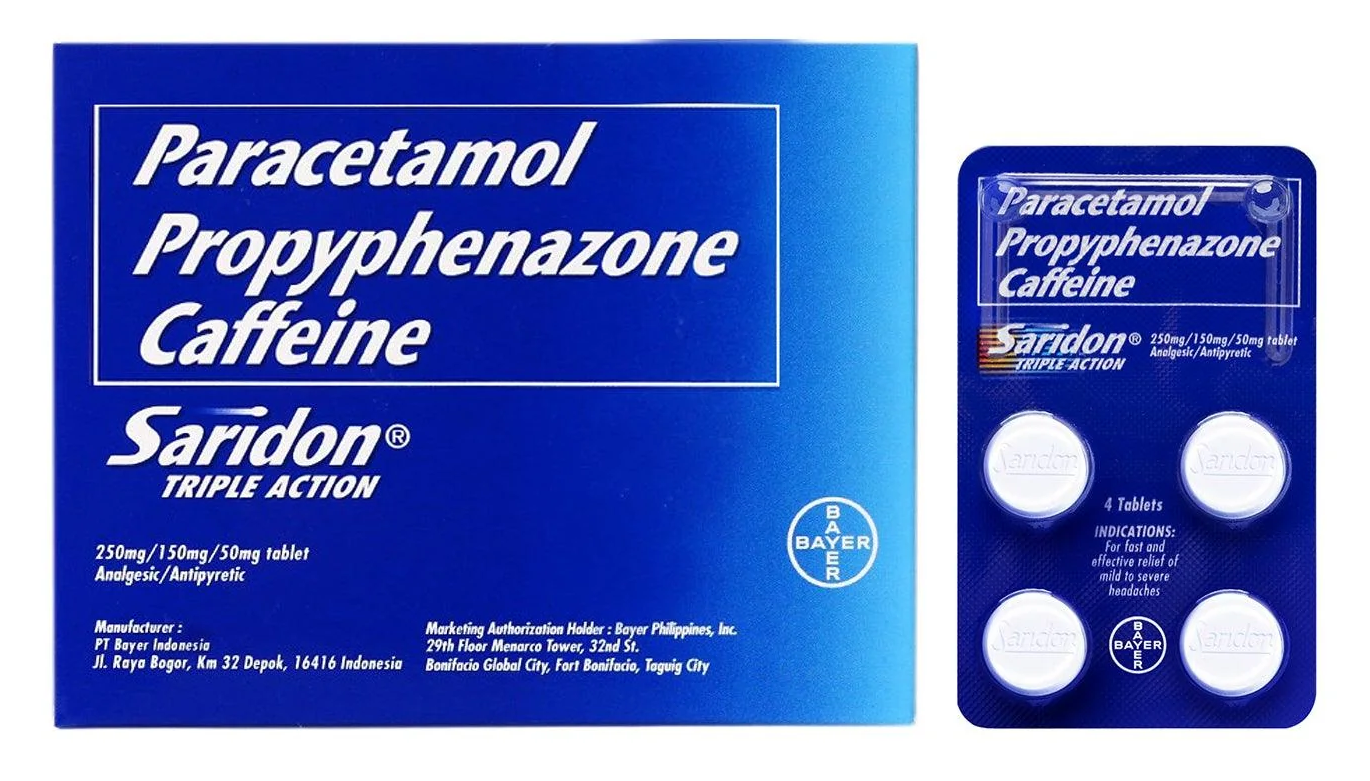 Paracetamol
Propyphenazone
Caffeine
Saridon®
TRIPLE ACTION
250mg/150mg/50mg tablet
Analgesic/Antipyretic
Manufacturer :
PT Bayer Indonesia
Jl. Raya Bogor, Km 32 Depok, 16416 Indonesia
Marketing Authorization Holder : Bayer Philippines, Inc.
29th Floor Menarco Tower, 32nd St.
Bonifacio Global City, Fort Bonifacio, Taguig City
BAYER
BAYER
Paracetamol
Propyphenazone
Caffeine
Saridon®
TRIPLE ACTION
250mg/150mg/50mg tablet
Analgesic/Antipyretic
Saridon
Saridon
4 Tablets
INDICATIONS:
For fast and
effective relief of
mild to severe
headaches
Saridon
Saridon
BAYER
BAYER